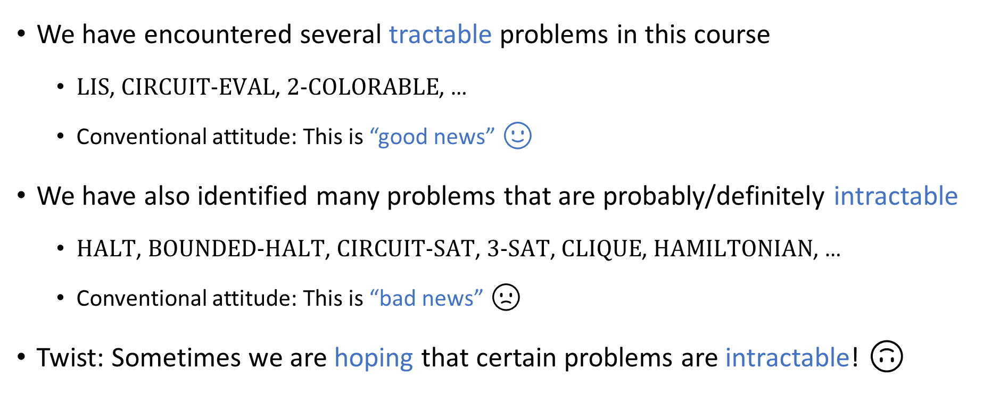 • We have encountered several tractable problems in this course
• LIS, CIRCUIT-EVAL, 2-COLORABLE, …
• Conventional attitude: This is “good news”
• We have also identified many problems that are probably/definitely intractable
• HALT, BOUNDED-HALT, CIRCUIT-SAT, 3-SAT, CLIQUE, HAMILTONIAN, …
• Conventional attitude: This is “bad news”
• Twist: Sometimes we are hoping that certain problems are intractable!